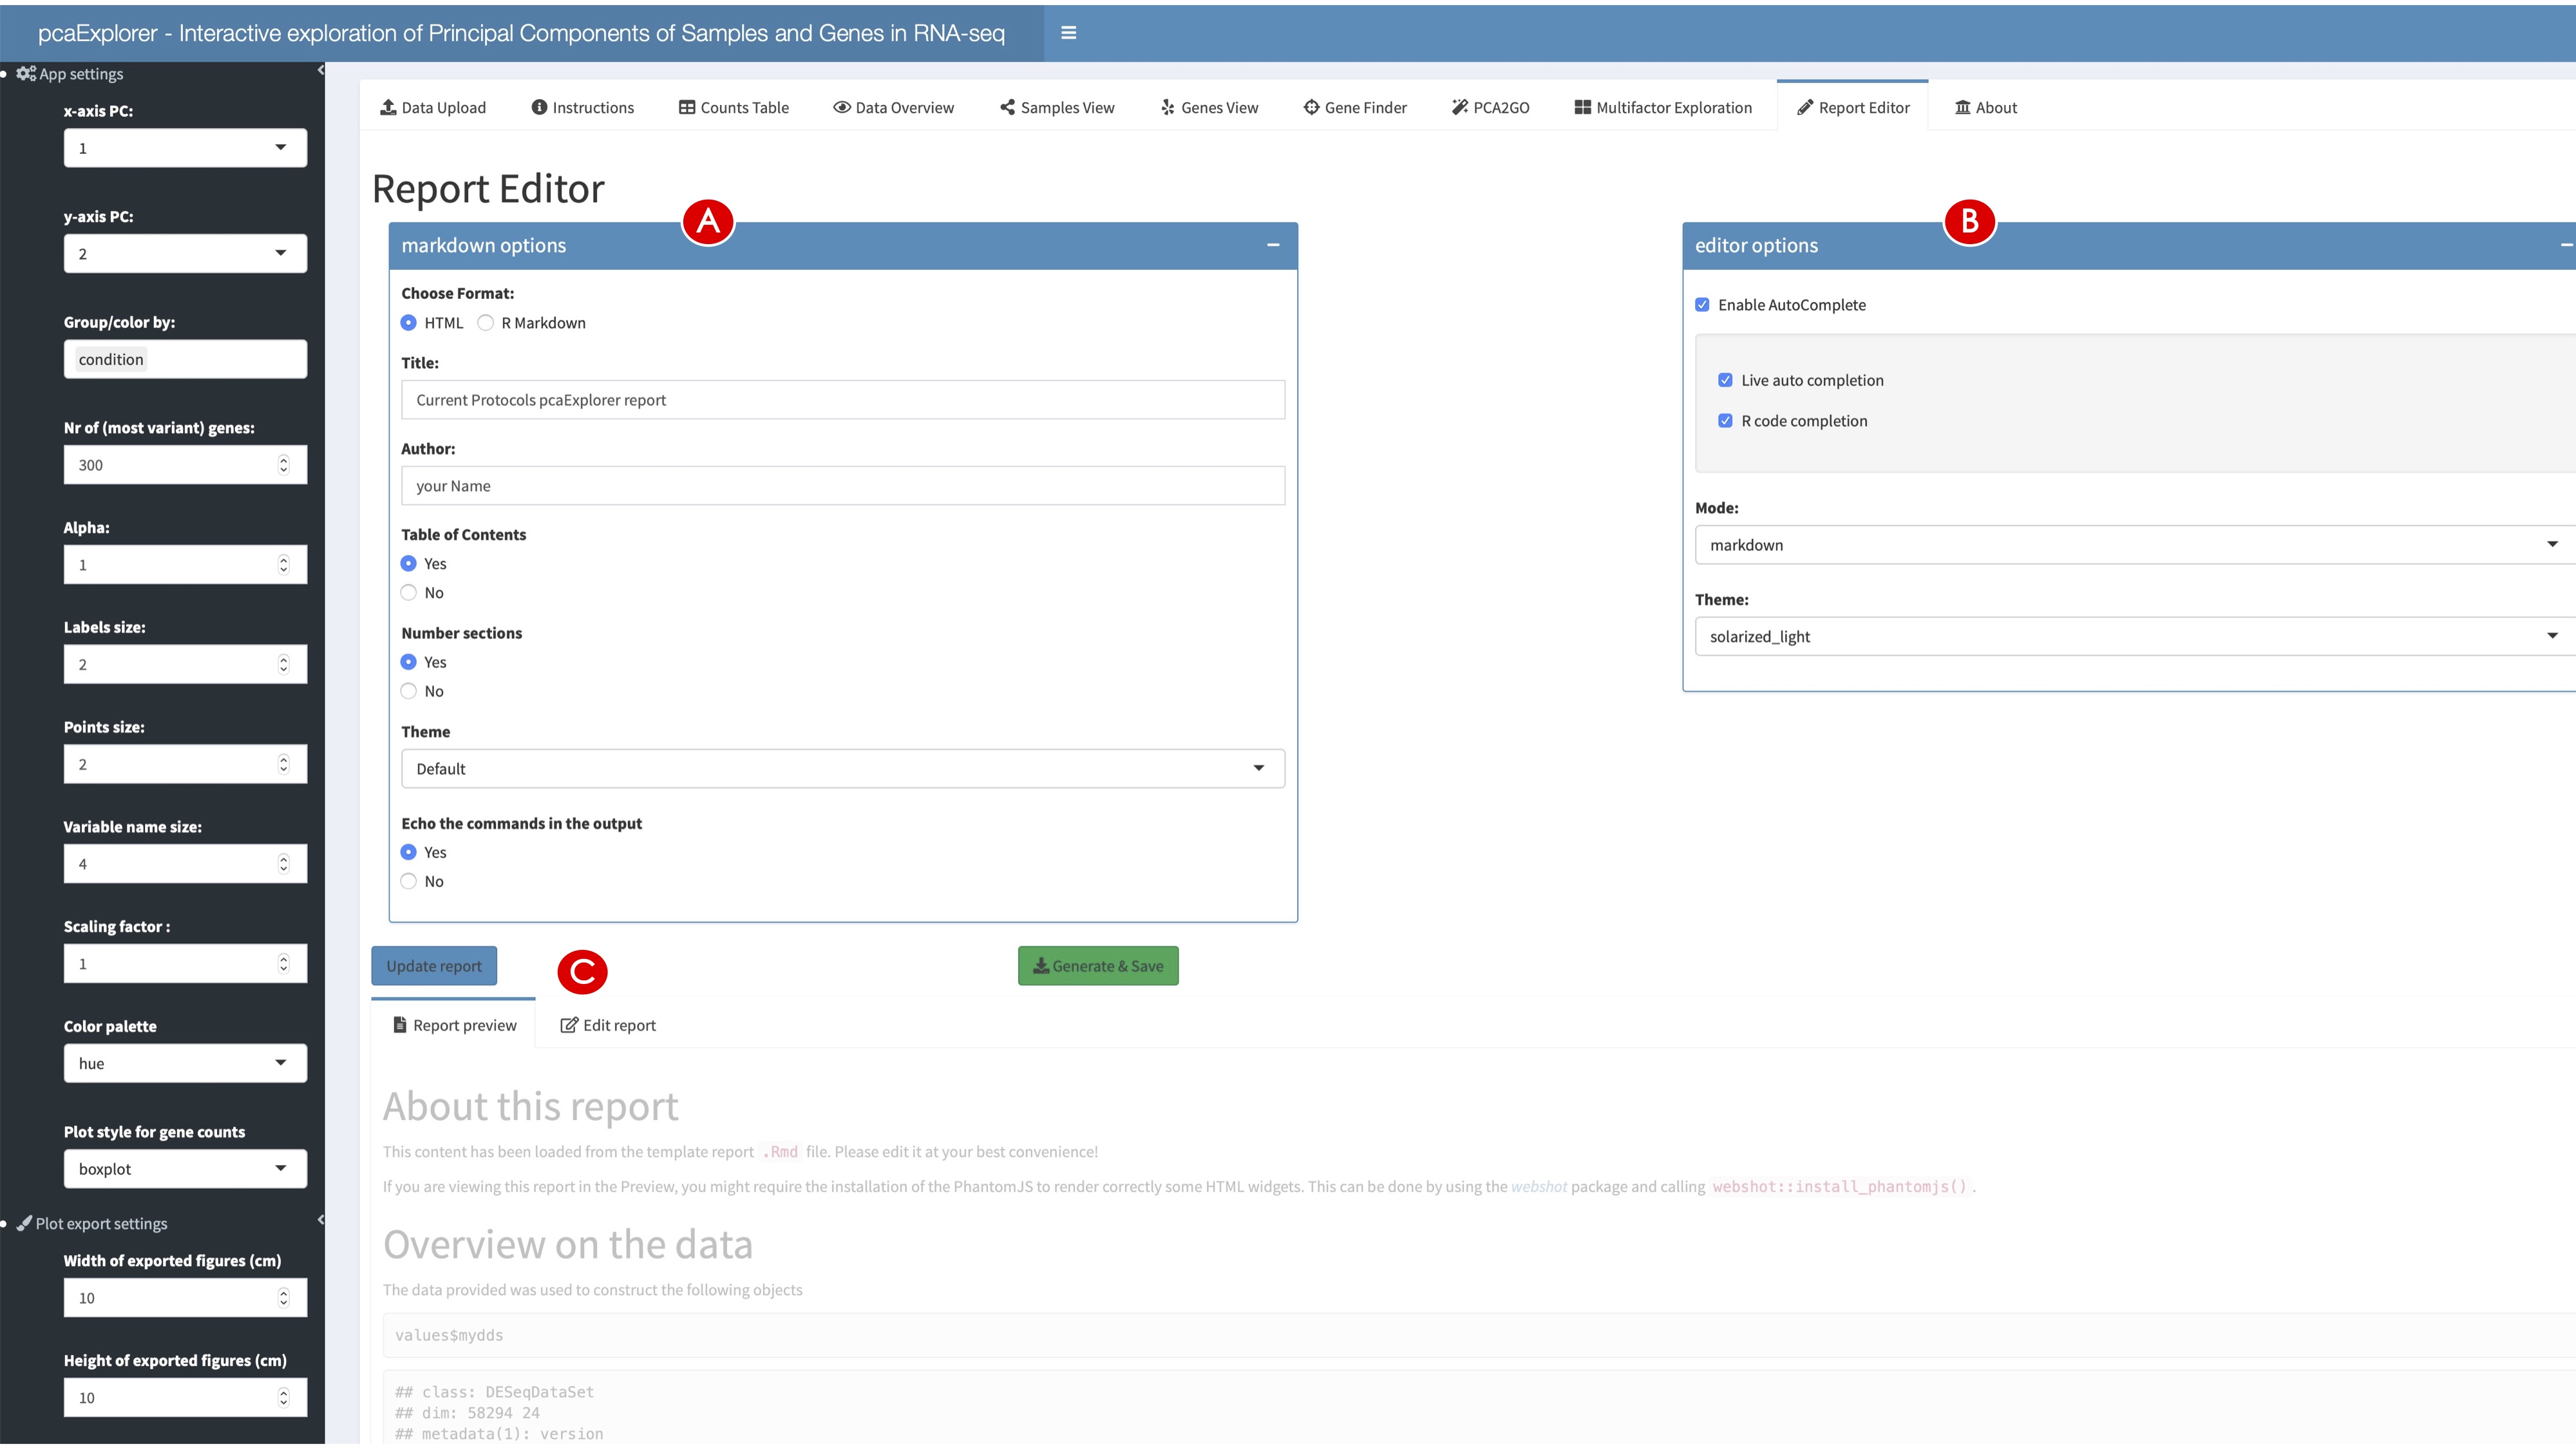 pcaExplorer - Interactive exploration of Principal Components of Samples and Genes in RNA-seq
App settings
x-axis PC:
1
y-axis PC:
2
Group/color by:
condition
Nr of (most variant) genes:
300
Alpha:
1
Labels size:
2
Points size:
2
Variable name size:
4
Scaling factor :
1
Color palette
hue
Plot style for gene counts
boxplot
Plot export settings
Width of exported figures (cm)
10
Height of exported figures (cm)
10
Data Upload Instructions Counts Table Data Overview Samples View Genes View Gene Finder PCA2GO Multifactor Exploration Report Editor About
Report Editor
A
markdown options
Choose Format:
HTML R Markdown
Title:
Current Protocols pcaExplorer report
Author:
your Name
Table of Contents
Yes
No
Number sections
Yes
No
Theme
Default
Echo the commands in the output
Yes
No
B
editor options
Enable AutoComplete
Live auto completion
R code completion
Mode:
markdown
Theme:
solarized_light
Update report C Generate & Save
Report preview Edit report
About this report
This content has been loaded from the template report .Rmd file. Please edit it at your best convenience!
If you are viewing this report in the Preview, you might require the installation of the PhantomJS to render correctly some HTML widgets. This can be done by using the webshot package and calling webshot::install_phantomjs() .
Overview on the data
The data provided was used to construct the following objects
values$mydds
## class: DESeqDataSet
## dim: 58294 24
## metadata(1): version